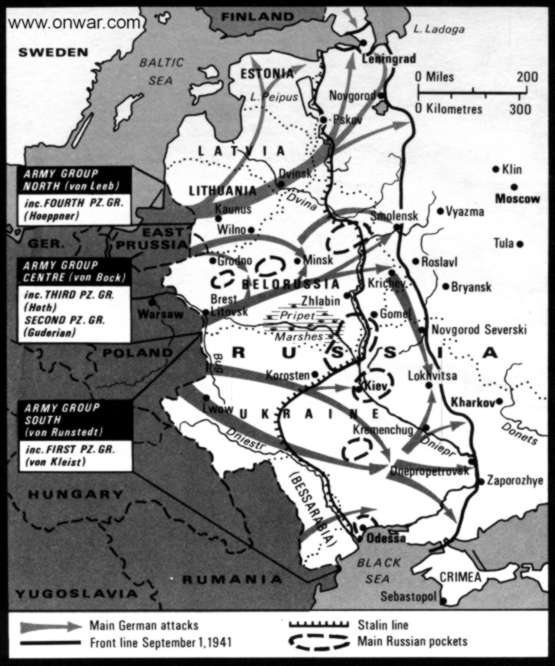 www.onwar.com
FINLAND
L. Ladoga
SWEDEN
BALTIC
SEA
Leningrad
ESTONIA
0 Miles 200
0 Kilometres 300
L. Peipus
Novgorod
Pskov
LATVIA
Klin
Dvinsk
Moscow
ARMY GROUP
NORTH (von Leeb)
inc. FOURTH PZ. GR.
(Hoeppner)
LITHUANIA
Dvina
Kaunus
Smolensk
Vyazma
Wilno
GER.
EAST
PRUSSIA
Tula
Grodno
Minsk
Roslavl
ARMY GROUP
CENTRE (von Bock)
inc. THIRD PZ. GR.
(Hoth)
SECOND PZ. GR.
(Guderian)
BELORUSSIA
Krichev
Bryansk
Brest
Litovsk
Zhlabin
Warsaw
Pripet
Marshes
Gomel
Novgorod Severski
POLAND
RUSSIA
Bug
Korosten
Kiev
Lokhvitsa
Kharkov
ARMY GROUP
SOUTH
(von Runstedt)
inc. FIRST PZ. GR.
(von Kleist)
Lwow
UKRAINE
Kremenchug
Dniepr
Donets
Dniestr
Dnepropetrovsk
Zaporozhye
HUNGARY
(BESSARABIA)
Odessa
BLACK
SEA
CRIMEA
RUMANIA
Sebastopol
YUGOSLAVIA
Main German attacks
Stalin line
Front line September 1, 1941
Main Russian pockets